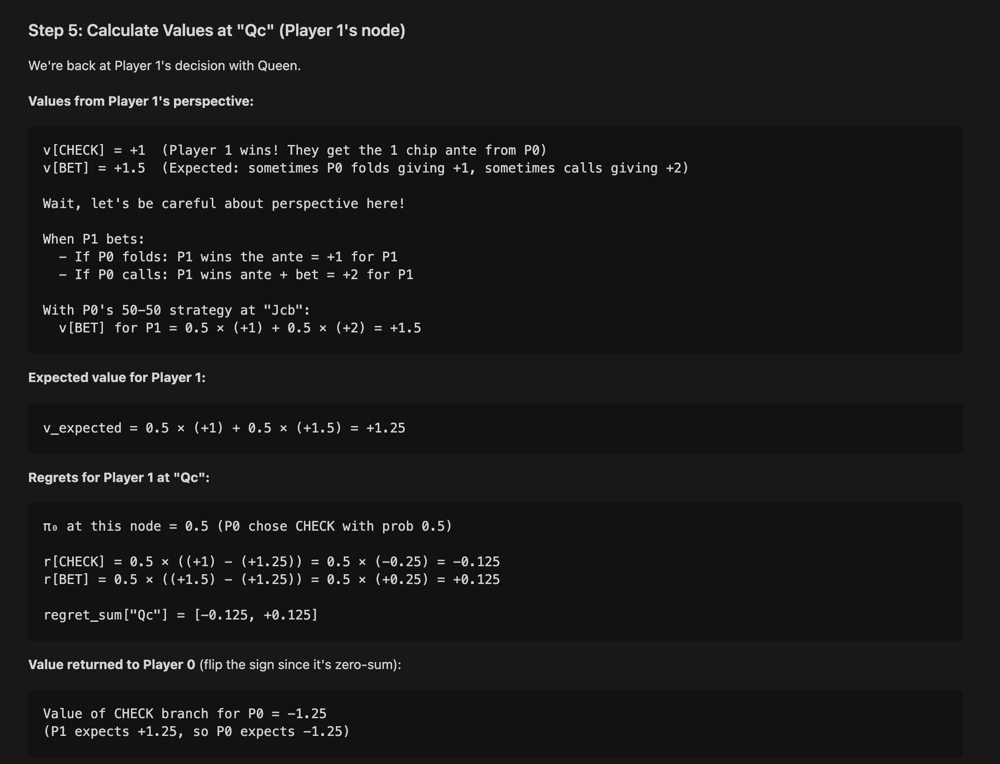 Step 5: Calculate Values at "Qc" (Player 1's node)
We're back at Player 1's decision with Queen.
Values from Player 1's perspective:
v[CHECK] = +1  (Player 1 wins! They get the 1 chip ante from P0)
v[BET] = +1.5  (Expected: sometimes P0 folds giving +1, sometimes calls giving +2)
Wait, let's be careful about perspective here!
When P1 bets:
– If P0 folds: P1 wins the ante = +1 for P1
– If P0 calls: P1 wins ante + bet = +2 for P1
With P0's 50–50 strategy at "Jcb":
v[BET] for P1 = 0.5 × (+1) + 0.5 × (+2) = +1.5
Expected value for Player 1:
v_expected = 0.5 × (+1) + 0.5 × (+1.5) = +1.25
Regrets for Player 1 at "Qc":
π₀ at this node = 0.5 (P0 chose CHECK with prob 0.5)
r[CHECK] = 0.5 × ((+1) – (+1.25)) = 0.5 × (–0.25) = –0.125
r[BET] = 0.5 × ((+1.5) – (+1.25)) = 0.5 × (+0.25) = +0.125
regret_sum["Qc"] = [–0.125, +0.125]
Value returned to Player 0 (flip the sign since it's zero-sum):
Value of CHECK branch for P0 = –1.25
(P1 expects +1.25, so P0 expects –1.25)